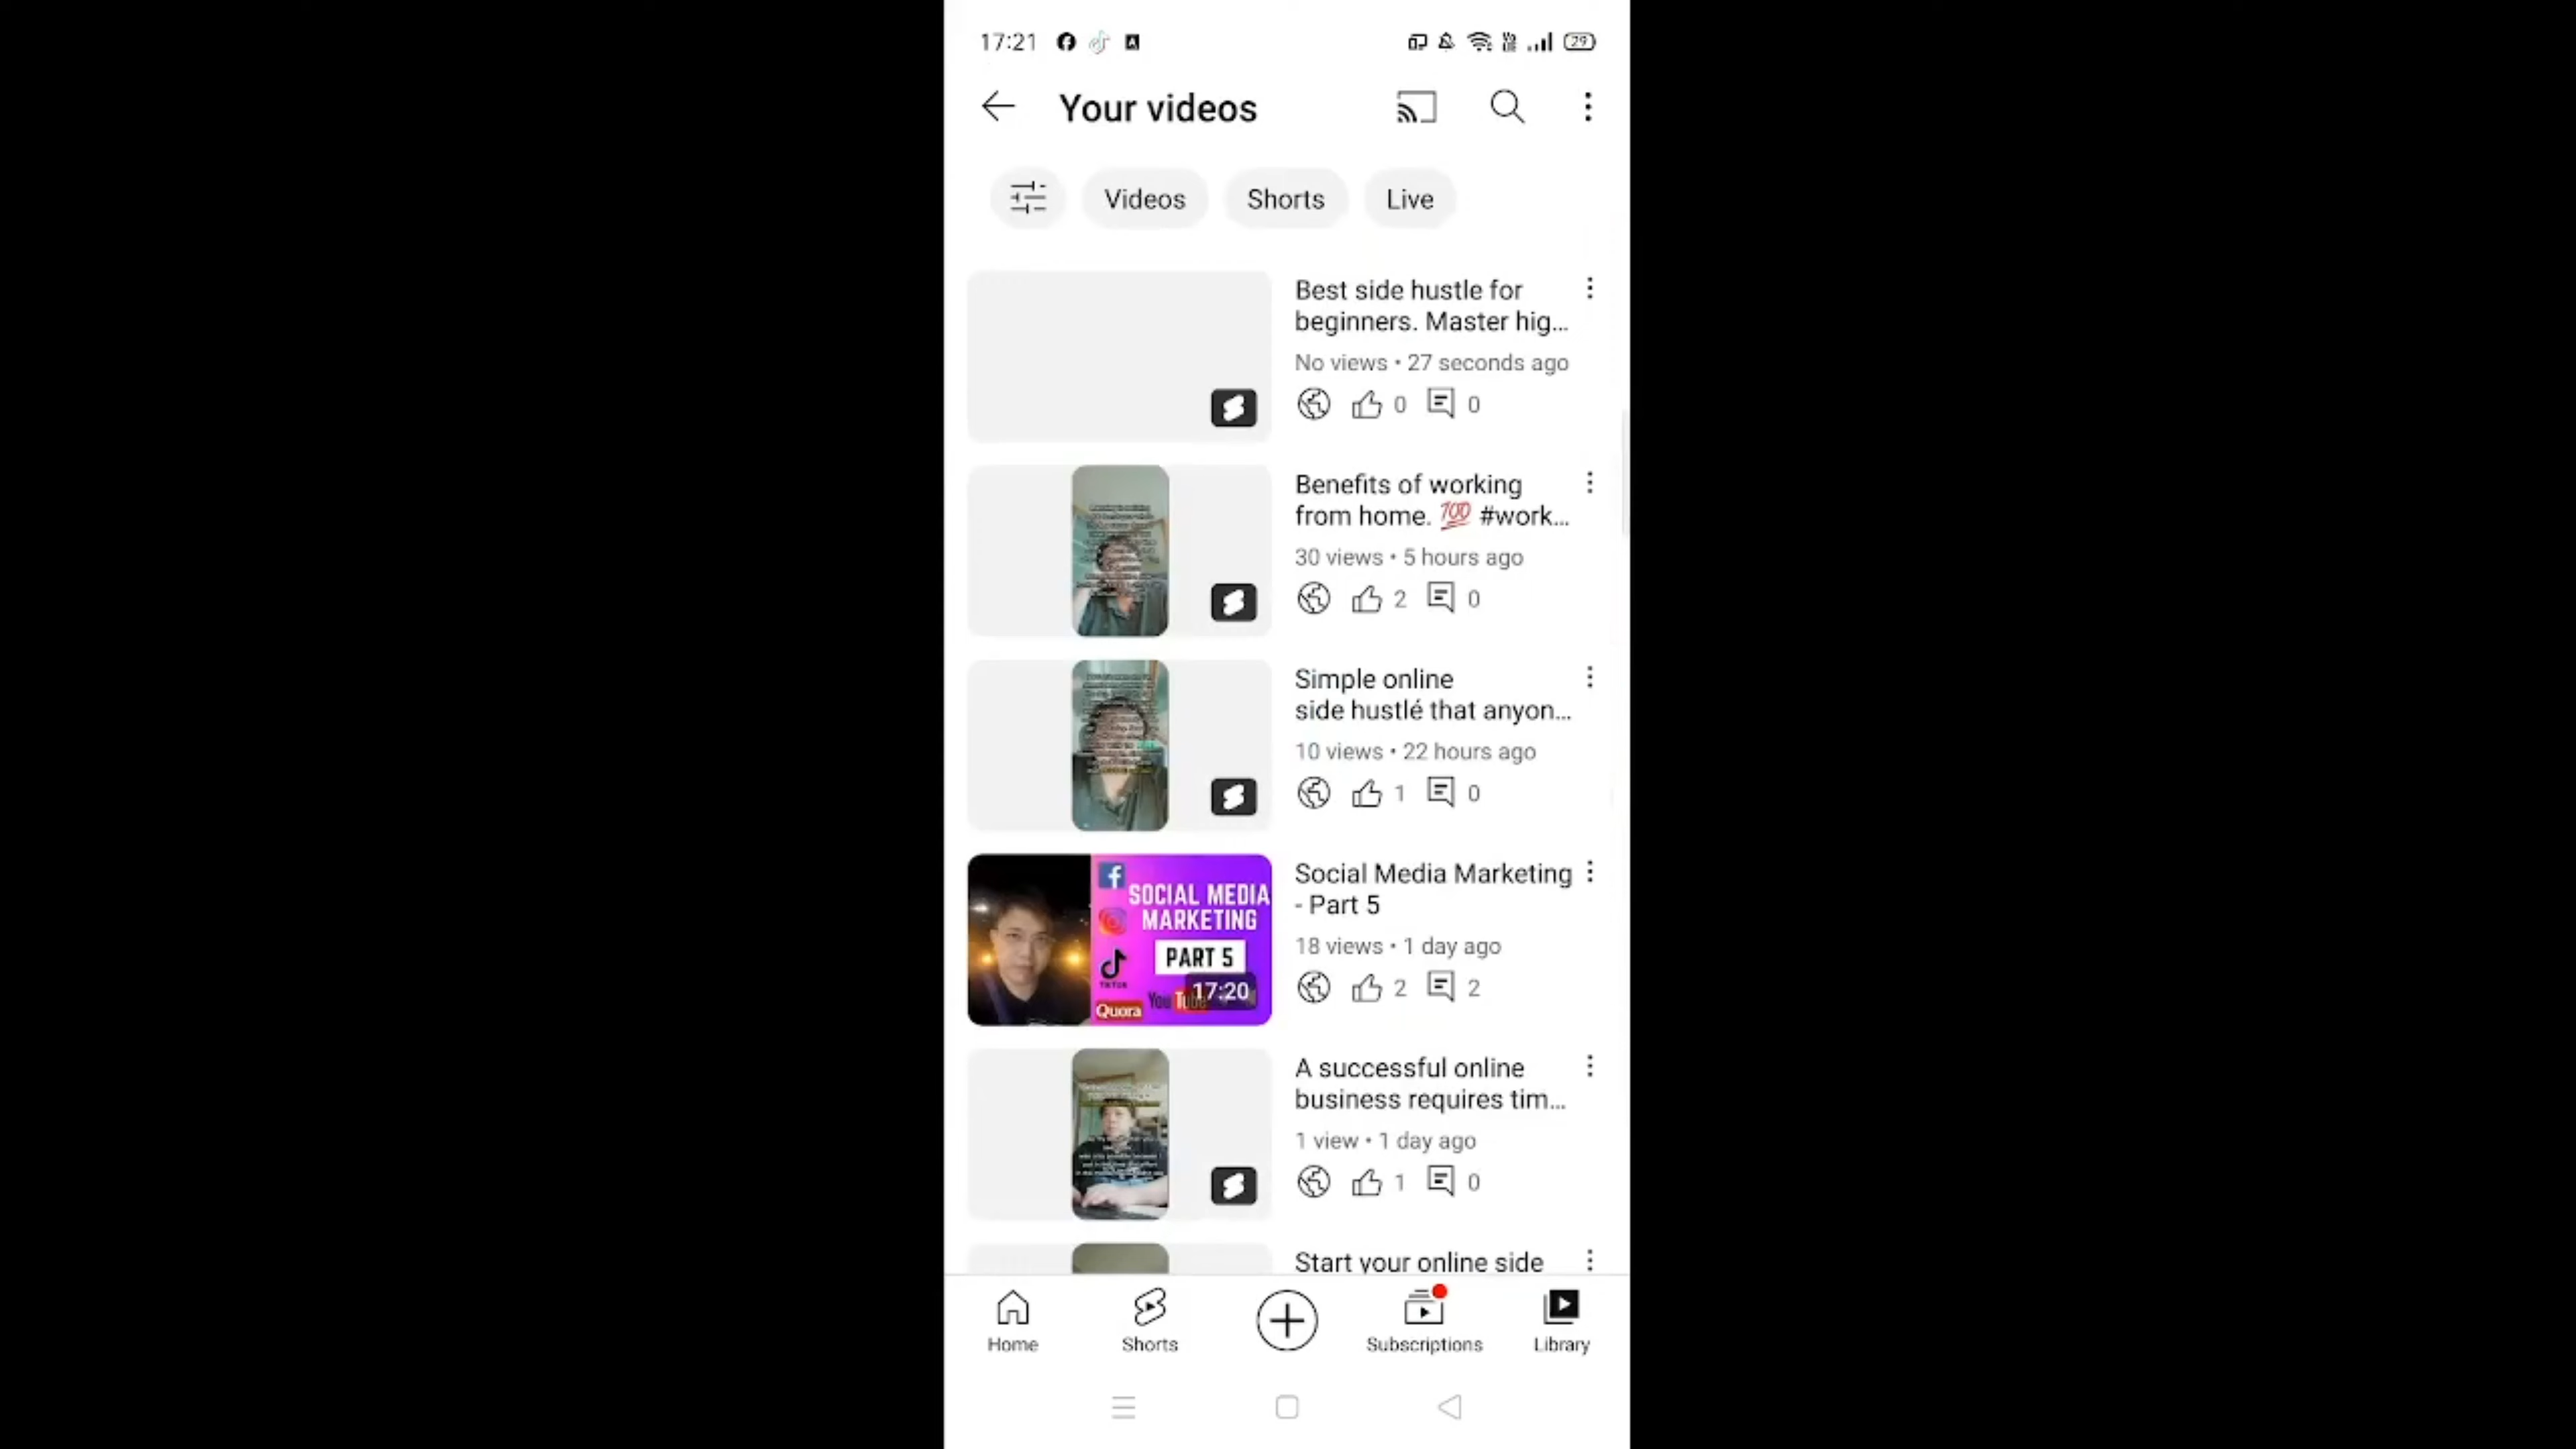 17:21
29
Your videos
Videos
Shorts
Live
Best side hustle for
beginners. Master hig...
No views • 27 seconds ago
0
0
Benefits of working
from home. 💯 #work...
30 views • 5 hours ago
2
0
Simple online
side hustlé that anyon...
10 views • 22 hours ago
1
0
SOCIAL MEDIA
MARKETING
PART 5
TikTok
17:20
You Tube
Quora
Social Media Marketing
- Part 5
18 views • 1 day ago
2
2
A successful online
business requires tim...
1 view • 1 day ago
1
0
Start your online side
Home
Shorts
Subscriptions
Library